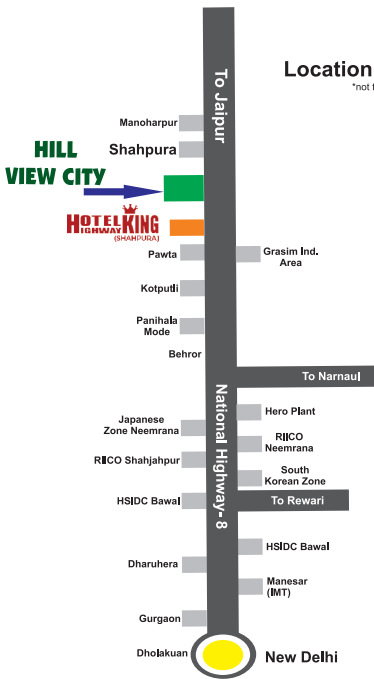 To Jaipur
Location
*not t
Manoharpur
Shahpura
HILL
VIEW CITY
HOTEL KING
HIGHWAY
(SHAHPURA)
Pawta
Grasim Ind.
Area
Kotputli
Panihala
Mode
Behror
To Narnaul
National Highway- 8
Hero Plant
Japanese
Zone Neemrana
RIICO
Neemrana
RIICO Shahjahpur
South
Korean Zone
HSIDC Bawal
To Rewari
HSIDC Bawal
Dharuhera
Manesar
(IMT)
Gurgaon
Dholakuan
New Delhi